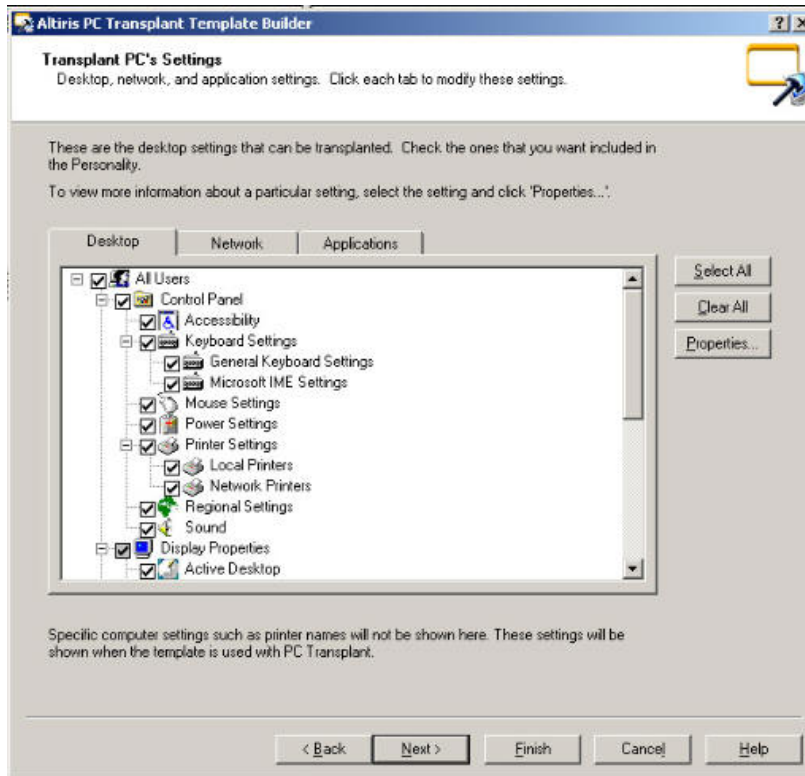 Altiris PC Transplant Template Builder
Transplant PC's Settings
Desktop, network, and application settings. Click each tab to modify these settings.
These are the desktop settings that can be transplanted. Check the ones that you want included in
the Personality.
To view more information about a particular setting, select the setting and click 'Properties...'.
Desktop
Network
Applications
All Users
Control Panel
Accessibility
Keyboard Settings
General Keyboard Settings
Microsoft IME Settings
Mouse Settings
Power Settings
Printer Settings
Local Printers
Network Printers
Regional Settings
Sound
Display Properties
Active Desktop
Select All
Clear All
Properties...
Specific computer settings such as printer names will not be shown here. These settings will be
shown when the template is used with PC Transplant.
< Back
Next >
Finish
Cancel
Help